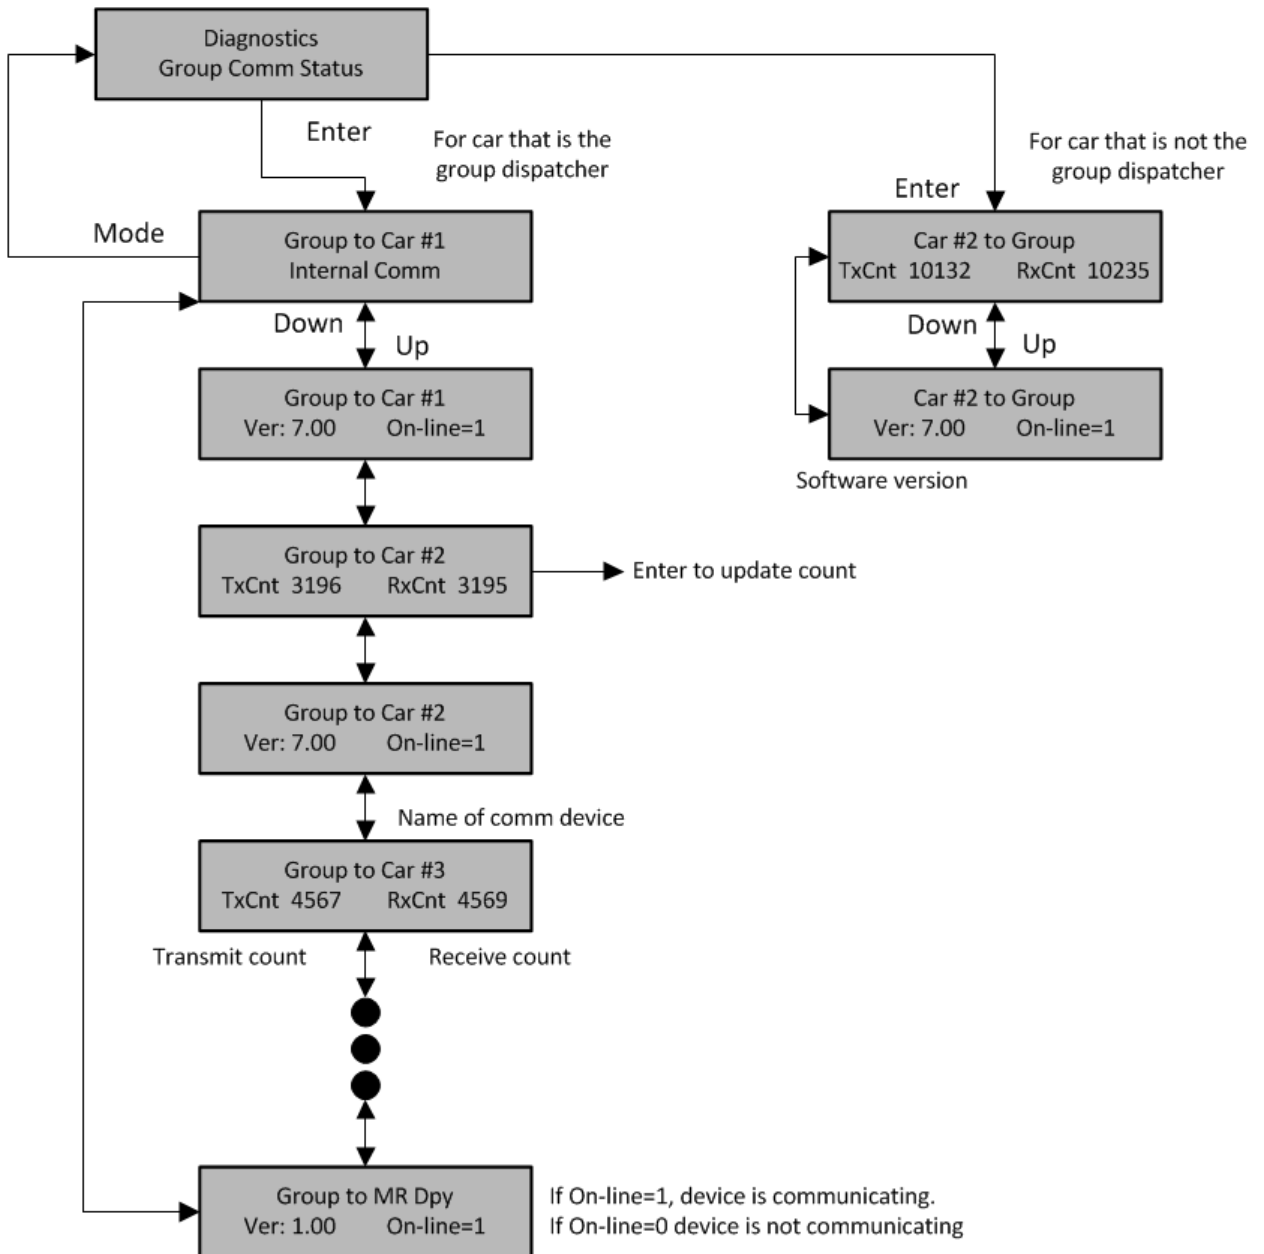 Diagnostics
Group Comm Status
Enter
For car that is the
group dispatcher
For car that is not the
group dispatcher
Enter
Mode
Group to Car #1
Internal Comm
Car #2 to Group
TxCnt 10132 RxCnt 10235
Down
Up
Down
Up
Group to Car #1
Ver: 7.00 On-line=1
Car #2 to Group
Ver: 7.00 On-line=1
Software version
Group to Car #2
TxCnt 3196 RxCnt 3195
Enter to update count
Group to Car #2
Ver: 7.00 On-line=1
Name of comm device
Group to Car #3
TxCnt 4567 RxCnt 4569
Transmit count
Receive count
Group to MR Dpy
Ver: 1.00 On-line=1
If On-line=1, device is communicating.
If On-line=0 device is not communicating